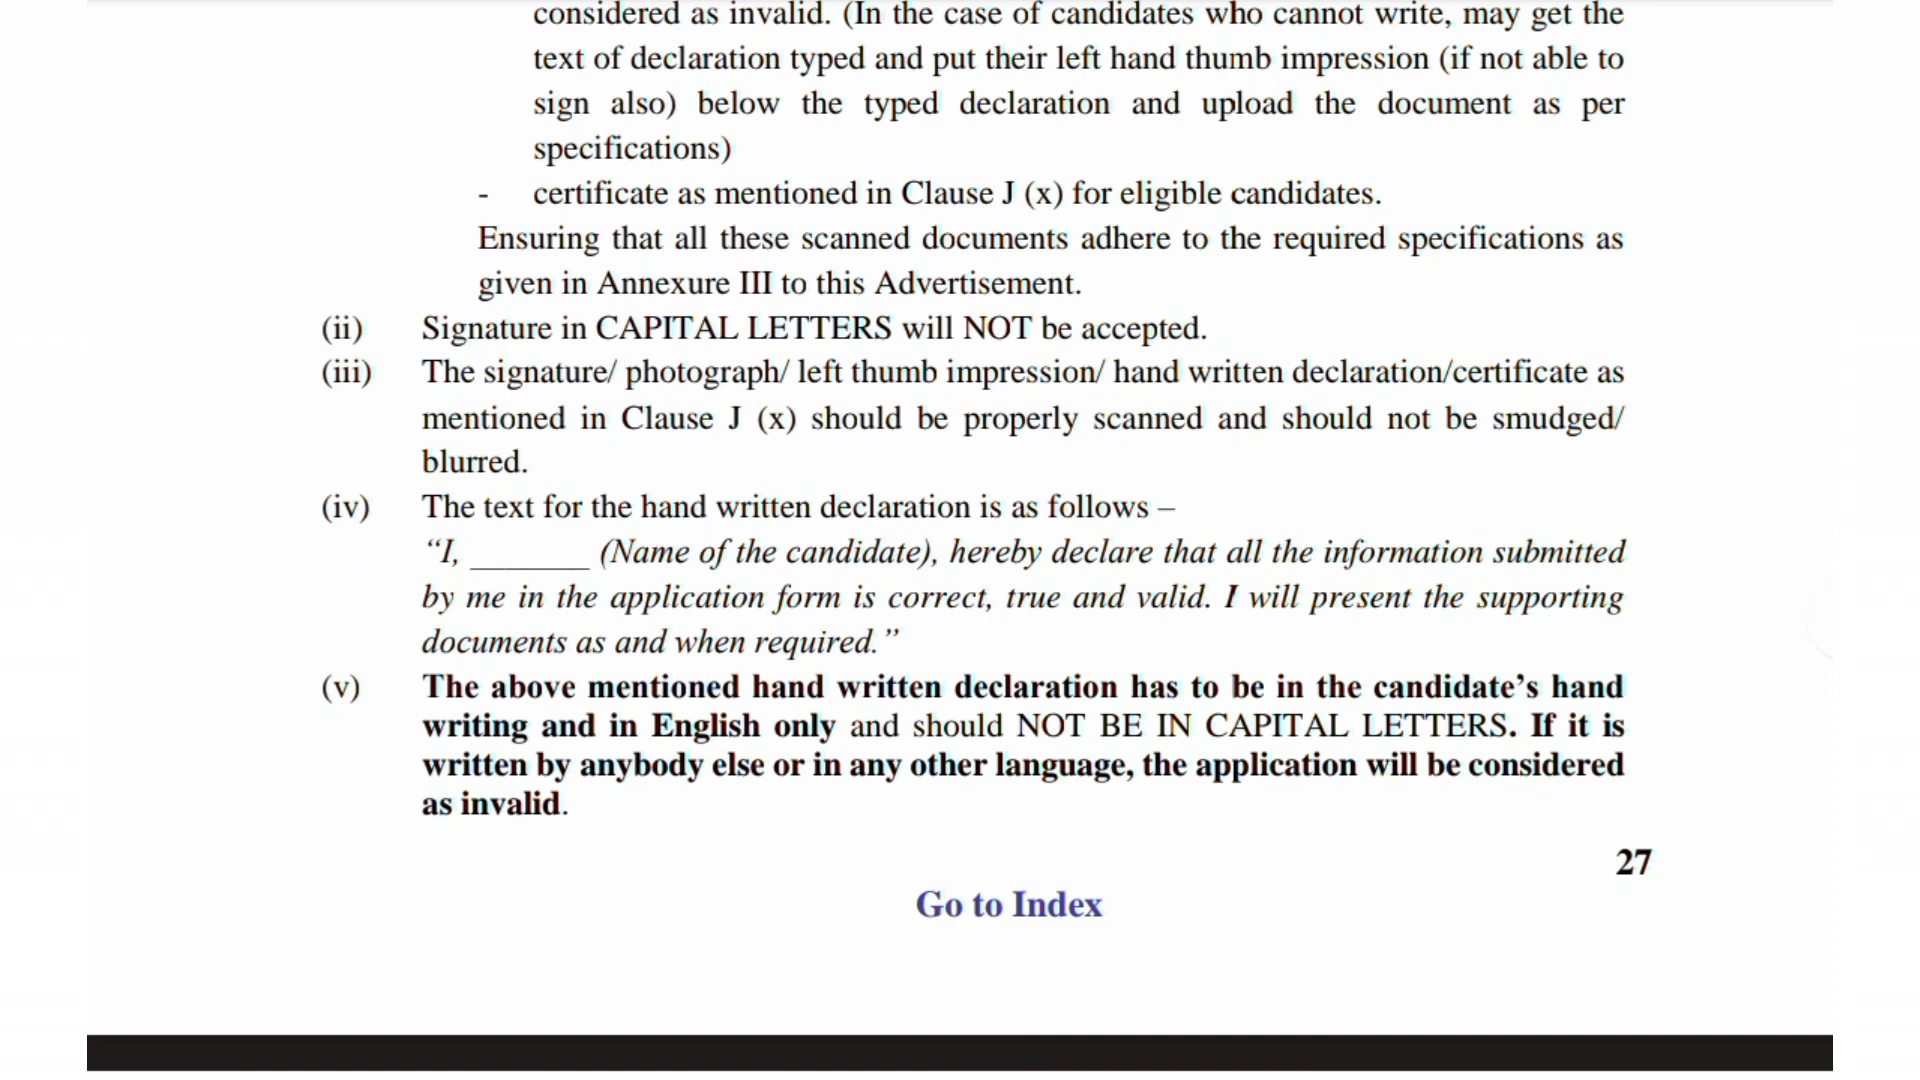 considered as invalid. (In the case of candidates who cannot write, may get the
text of declaration typed and put their left hand thumb impression (if not able to
sign also) below the typed declaration and upload the document as per
specifications)
- certificate as mentioned in Clause J (x) for eligible candidates.
Ensuring that all these scanned documents adhere to the required specifications as
given in Annexure III to this Advertisement.
(ii) Signature in CAPITAL LETTERS will NOT be accepted.
(iii) The signature/ photograph/ left thumb impression/ hand written declaration/certificate as
mentioned in Clause J (x) should be properly scanned and should not be smudged/
blurred.
(iv) The text for the hand written declaration is as follows –
“I, _______ (Name of the candidate), hereby declare that all the information submitted
by me in the application form is correct, true and valid. I will present the supporting
documents as and when required.”
(v) The above mentioned hand written declaration has to be in the candidate’s hand
writing and in English only and should NOT BE IN CAPITAL LETTERS. If it is
written by anybody else or in any other language, the application will be considered
as invalid.
27
Go to Index